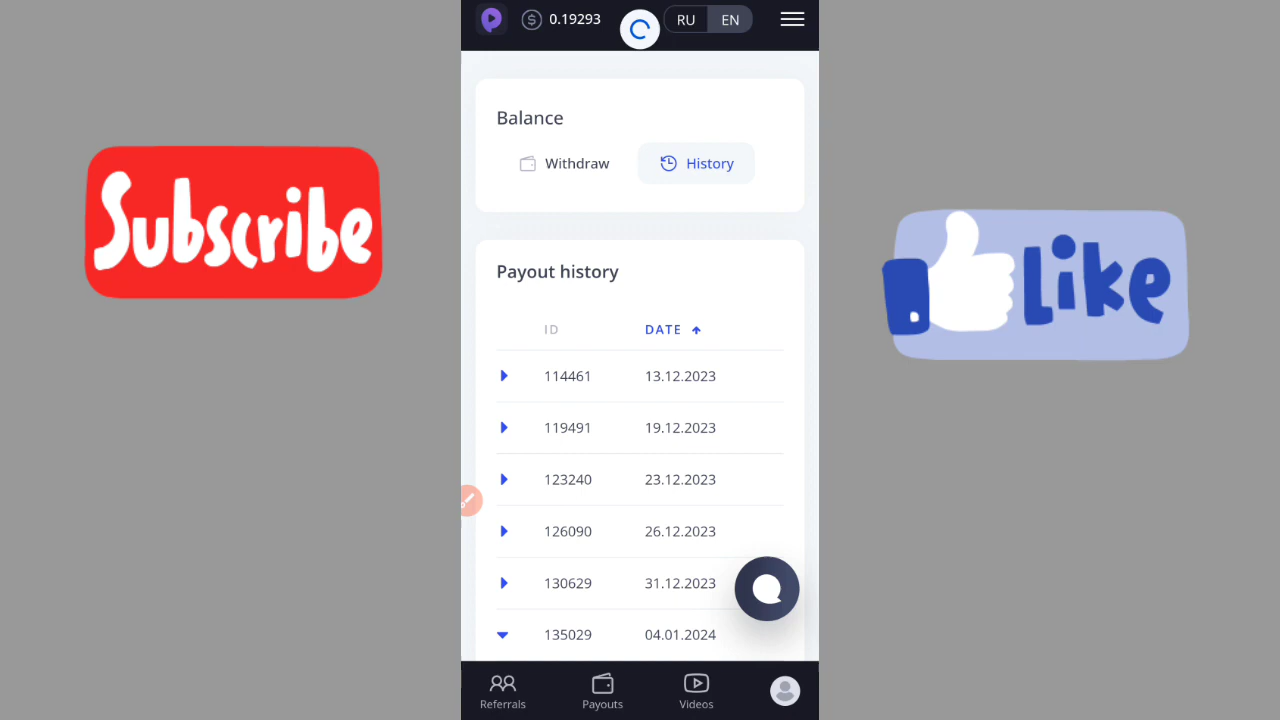 0.19293
RU EN
Balance
Withdraw History
Payout history
ID DATE
114461 13.12.2023
119491 19.12.2023
123240 23.12.2023
126090 26.12.2023
130629 31.12.2023
135029 04.01.2024
Referrals Payouts Videos
Subscribe
Like